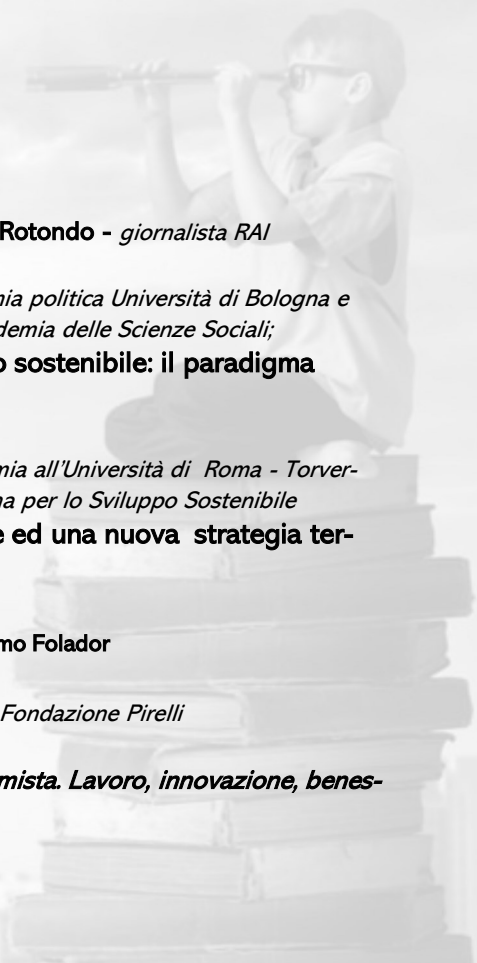 Rotondo - giornalista RAI
nia politica Università di Bologna e
demia delle Scienze Sociali;
o sostenibile: il paradigma
mia all'Università di Roma - Torver-
na per lo Sviluppo Sostenibile
e ed una nuova strategia ter-
mo Folador
Fondazione Pirelli
mista. Lavoro, innovazione, benes-